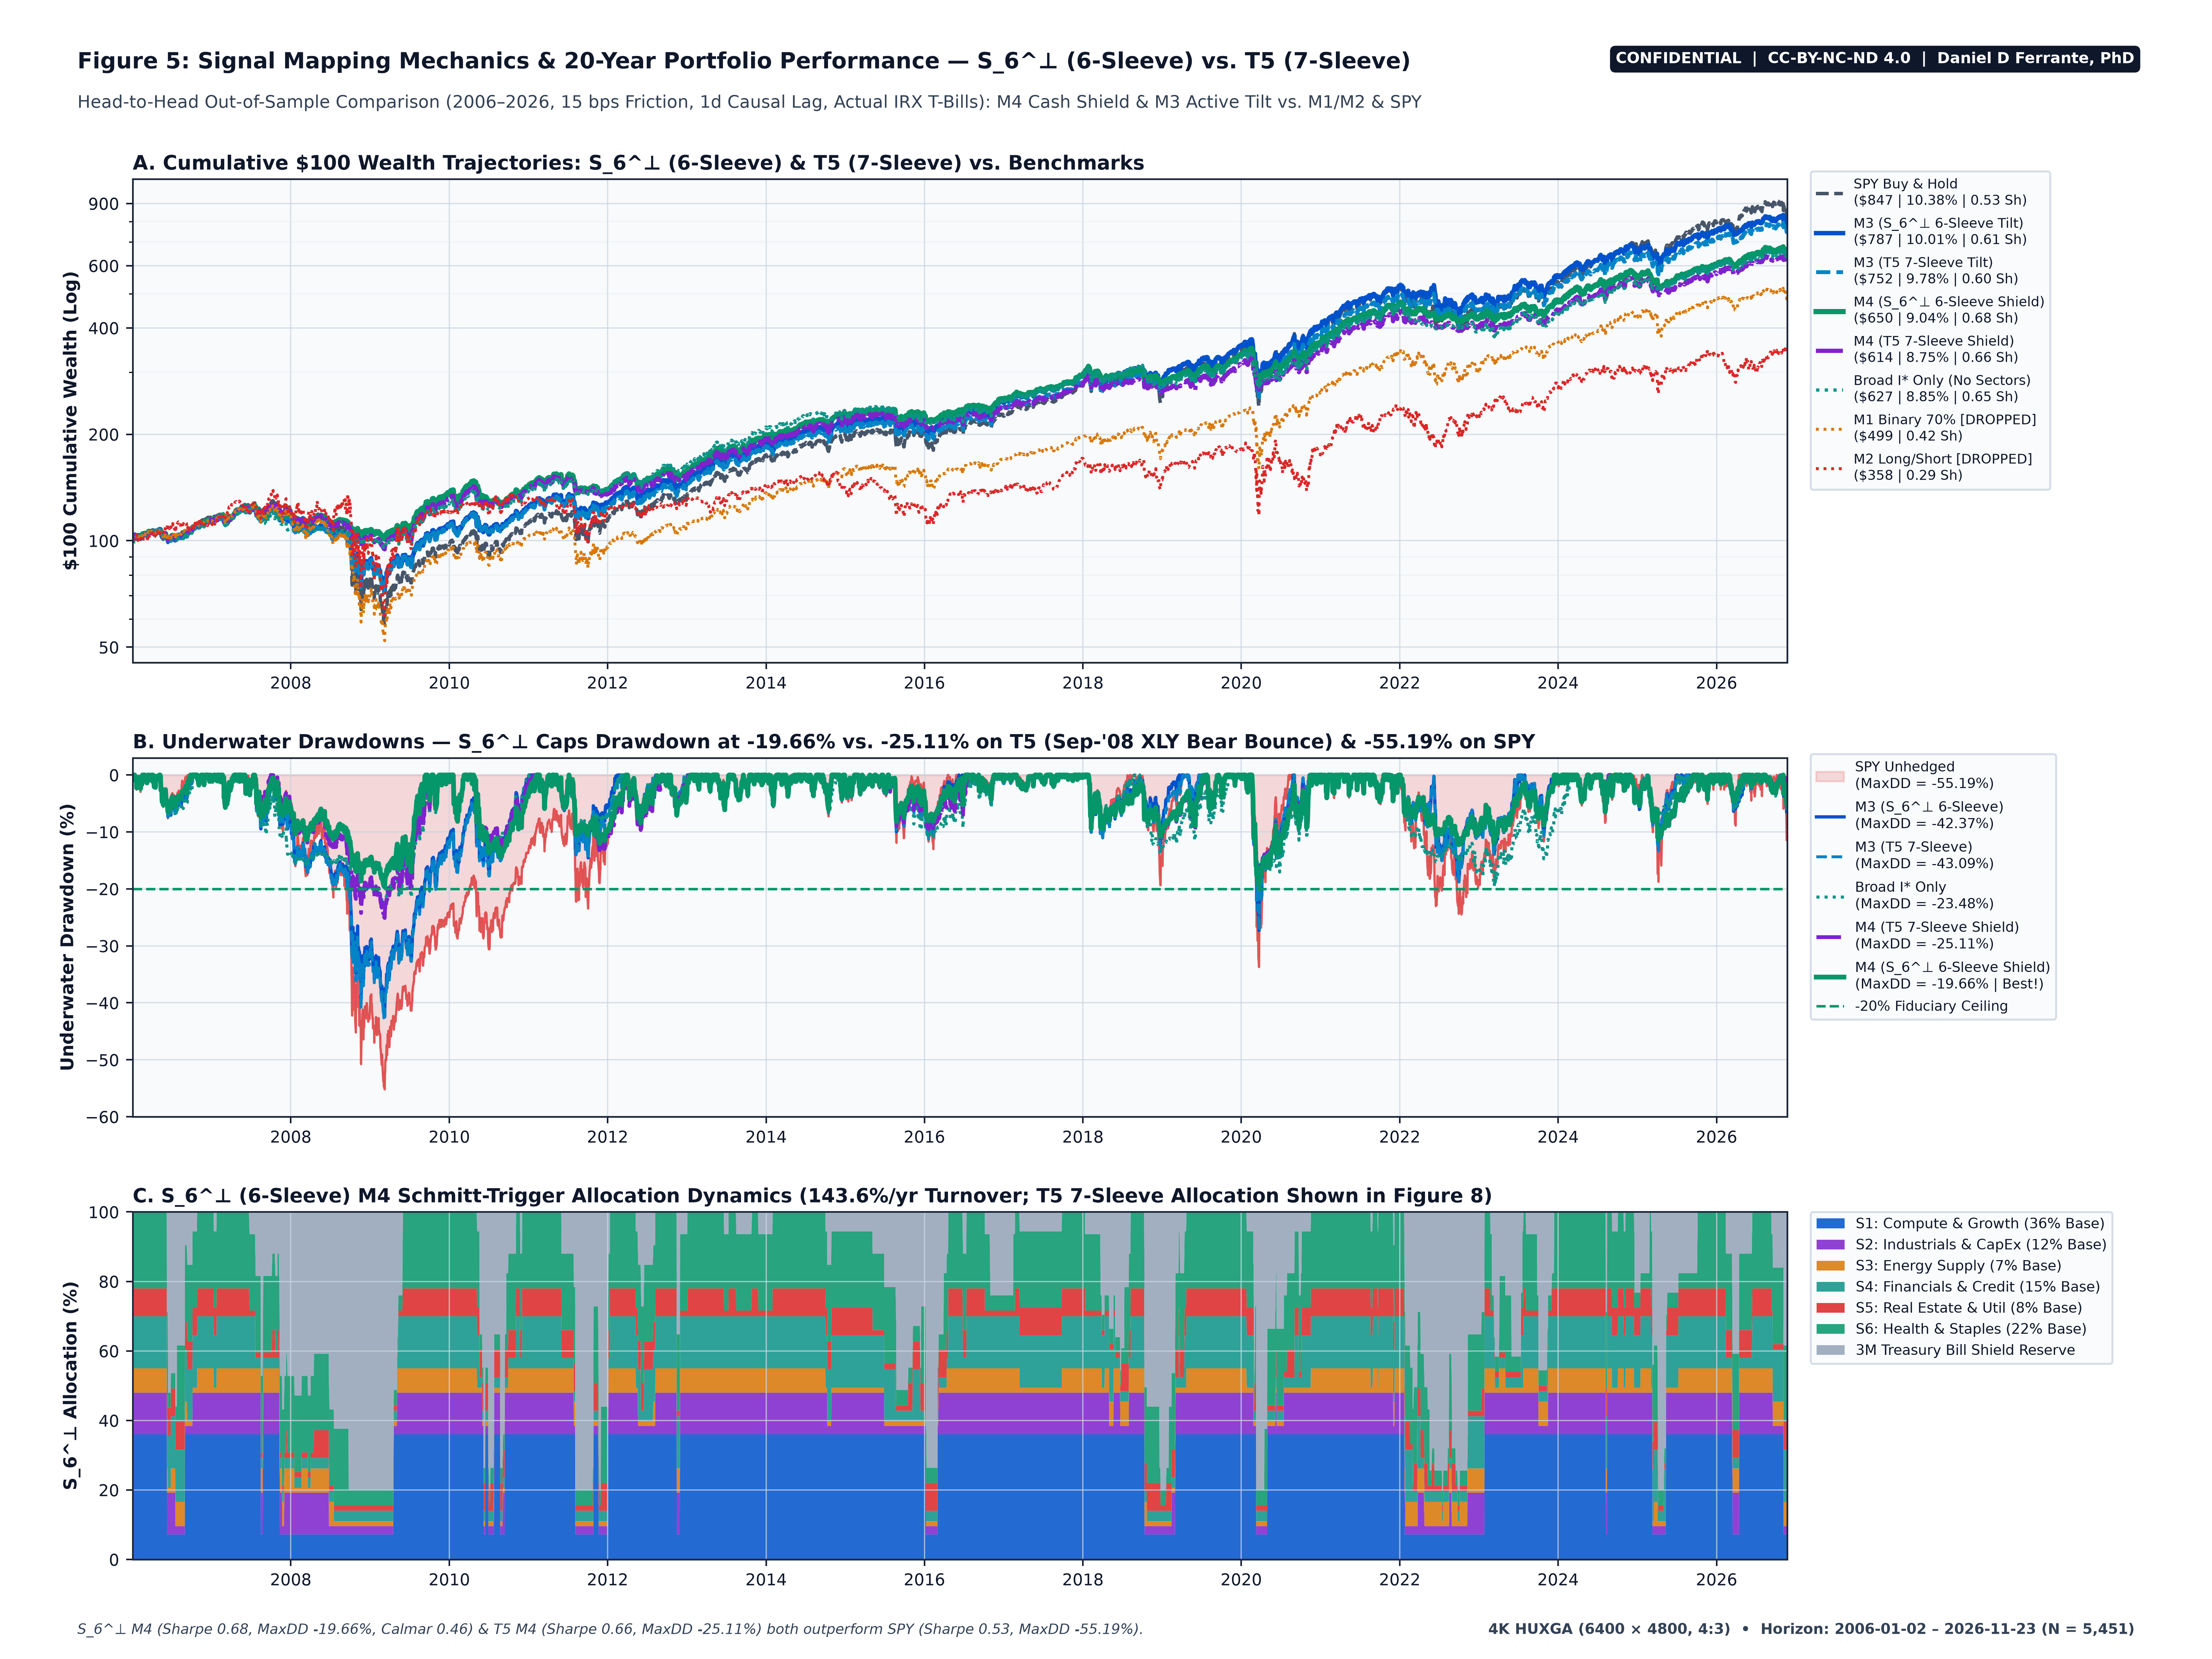 Figure 5: Signal Mapping Mechanics & 20-Year Portfolio Performance — S_6^⊥ (6-Sleeve) vs. T5 (7-Sleeve)
CONFIDENTIAL | CC-BY-NC-ND 4.0 | Daniel D Ferrante, PhD
Head-to-Head Out-of-Sample Comparison (2006–2026, 15 bps Friction, 1d Causal Lag, Actual IRX T-Bills): M4 Cash Shield & M3 Active Tilt vs. M1/M2 & SPY
A. Cumulative $100 Wealth Trajectories: S_6^⊥ (6-Sleeve) & T5 (7-Sleeve) vs. Benchmarks
$100 Cumulative Wealth (Log)
900
600
400
200
100
50
2008 2010 2012 2014 2016 2018 2020 2022 2024 2026
SPY Buy & Hold
($847 | 10.38% | 0.53 Sh)
M3 (S_6^⊥ 6-Sleeve Tilt)
($787 | 10.01% | 0.61 Sh)
M3 (T5 7-Sleeve Tilt)
($752 | 9.78% | 0.60 Sh)
M4 (S_6^⊥ 6-Sleeve Shield)
($650 | 9.04% | 0.68 Sh)
M4 (T5 7-Sleeve Shield)
($614 | 8.75% | 0.66 Sh)
Broad I* Only (No Sectors)
($627 | 8.85% | 0.65 Sh)
M1 Binary 70% [DROPPED]
($499 | 0.42 Sh)
M2 Long/Short [DROPPED]
($358 | 0.29 Sh)
B. Underwater Drawdowns — S_6^⊥ Caps Drawdown at -19.66% vs. -25.11% on T5 (Sep-'08 XLY Bear Bounce) & -55.19% on SPY
Underwater Drawdown (%)
0
−10
−20
−30
−40
−50
−60
2008 2010 2012 2014 2016 2018 2020 2022 2024 2026
SPY Unhedged
(MaxDD = -55.19%)
M3 (S_6^⊥ 6-Sleeve)
(MaxDD = -42.37%)
M3 (T5 7-Sleeve)
(MaxDD = -43.09%)
Broad I* Only
(MaxDD = -23.48%)
M4 (T5 7-Sleeve Shield)
(MaxDD = -25.11%)
M4 (S_6^⊥ 6-Sleeve Shield)
(MaxDD = -19.66% | Best!)
-20% Fiduciary Ceiling
C. S_6^⊥ (6-Sleeve) M4 Schmitt-Trigger Allocation Dynamics (143.6%/yr Turnover; T5 7-Sleeve Allocation Shown in Figure 8)
S_6^⊥ Allocation (%)
100
80
60
40
20
0
2008 2010 2012 2014 2016 2018 2020 2022 2024 2026
S1: Compute & Growth (36% Base)
S2: Industrials & CapEx (12% Base)
S3: Energy Supply (7% Base)
S4: Financials & Credit (15% Base)
S5: Real Estate & Util (8% Base)
S6: Health & Staples (22% Base)
3M Treasury Bill Shield Reserve
S_6^⊥ M4 (Sharpe 0.68, MaxDD -19.66%, Calmar 0.46) & T5 M4 (Sharpe 0.66, MaxDD -25.11%) both outperform SPY (Sharpe 0.53, MaxDD -55.19%).
4K HUXGA (6400 × 4800, 4:3) • Horizon: 2006-01-02 – 2026-11-23 (N = 5,451)